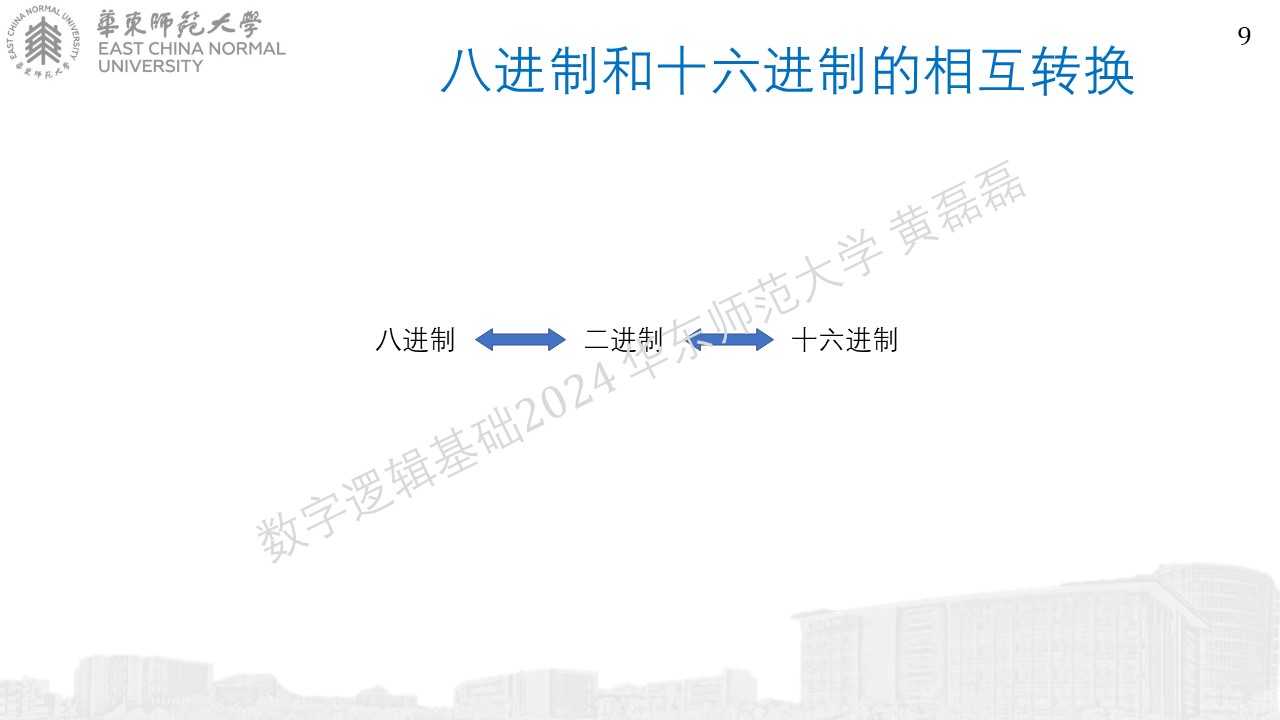 華東師範大學
EAST CHINA NORMAL
UNIVERSITY
EAST CHINA NORMAL UNIVERSITY
華東師范大学
9
八进制和十六进制的相互转换
八进制 二进制 十六进制
数字逻辑基础2024 华东师范大学 黄磊磊